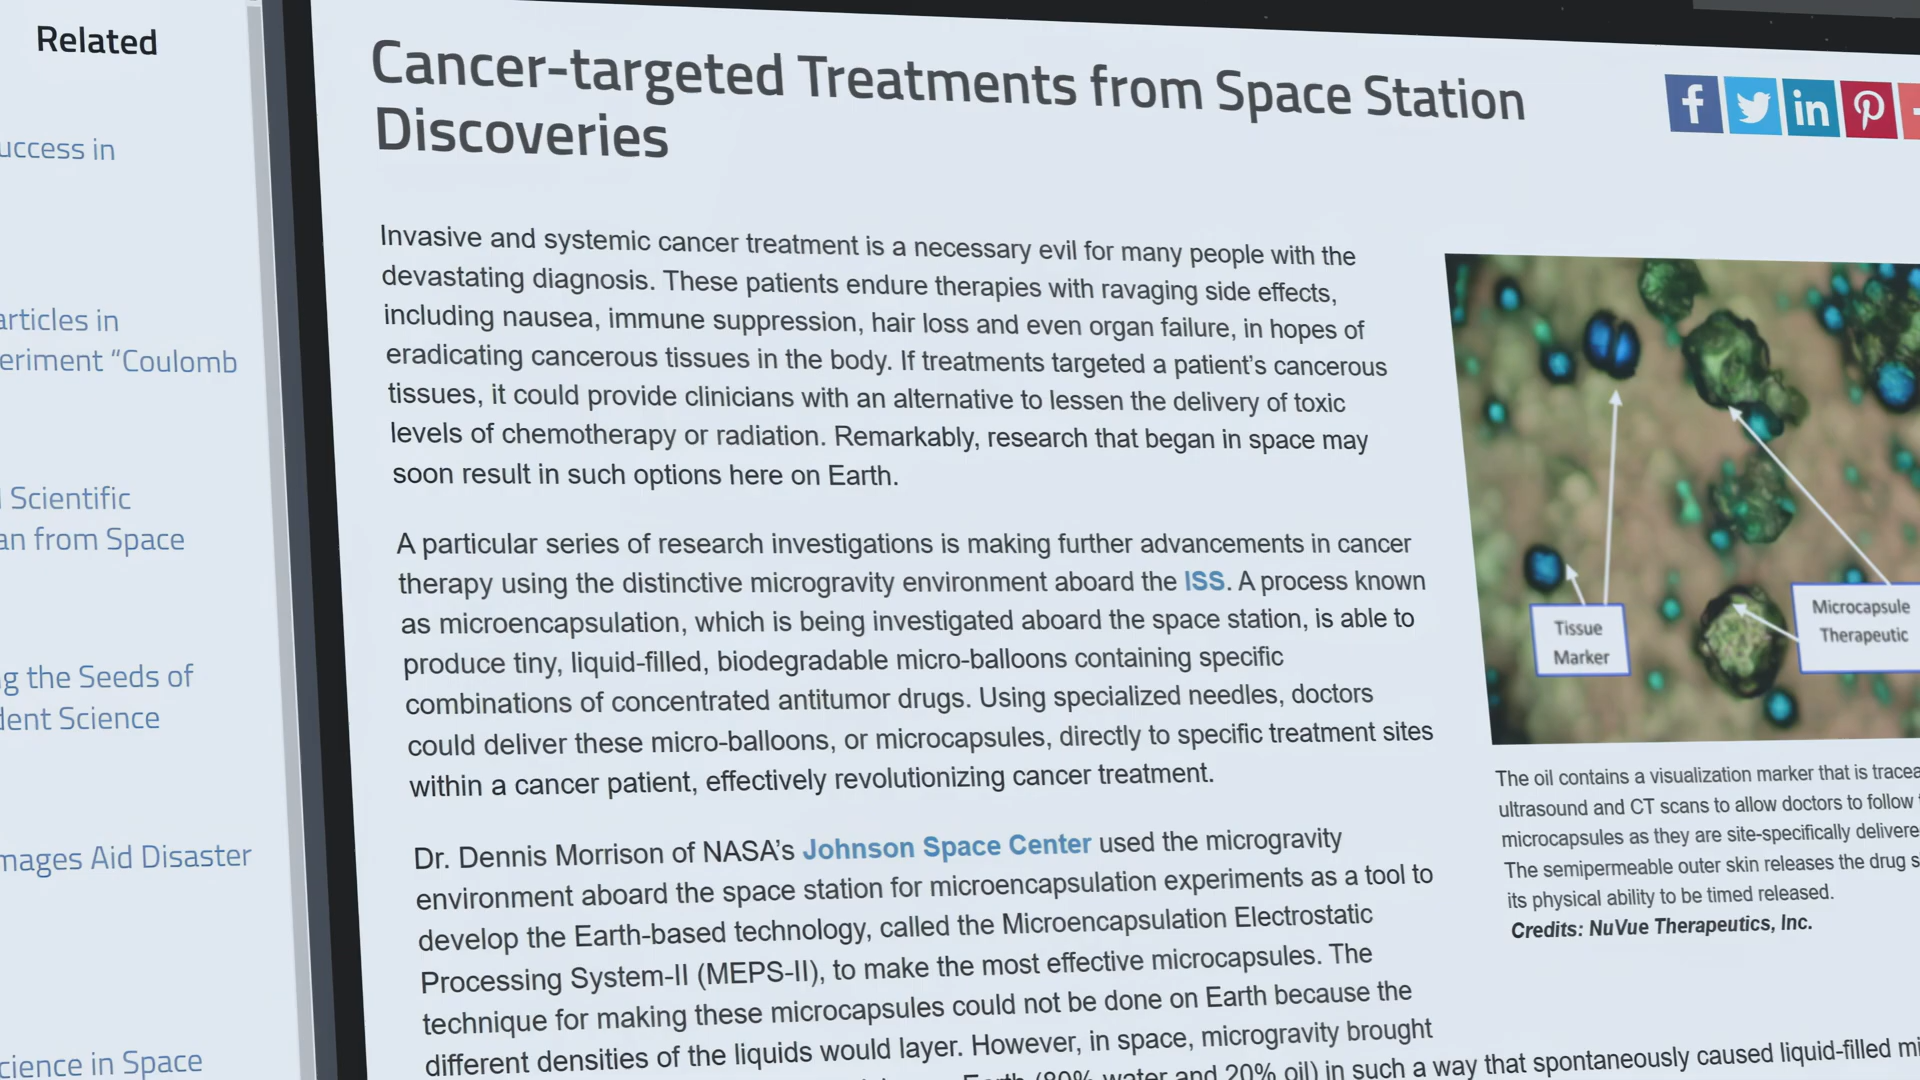 Related
in
in
“Coulomb
Scientific
from Space
the Seeds of
Science
Aid Disaster
in Space
Cancer-targeted Treatments from Space Station
Discoveries
Invasive and systemic cancer treatment is a necessary evil for many people with the
devastating diagnosis. These patients endure therapies with ravaging side effects,
including nausea, immune suppression, hair loss and even organ failure, in hopes of
eradicating cancerous tissues in the body. If treatments targeted a patient’s cancerous
tissues, it could provide clinicians with an alternative to lessen the delivery of toxic
levels of chemotherapy or radiation. Remarkably, research that began in space may
soon result in such options here on Earth.
A particular series of research investigations is making further advancements in cancer
therapy using the distinctive microgravity environment aboard the ISS. A process known
as microencapsulation, which is being investigated aboard the space station, is able to
produce tiny, liquid-filled, biodegradable micro-balloons containing specific
combinations of concentrated antitumor drugs. Using specialized needles, doctors
could deliver these micro-balloons, or microcapsules, directly to specific treatment sites
within a cancer patient, effectively revolutionizing cancer treatment.
Dr. Dennis Morrison of NASA’s Johnson Space Center used the microgravity
environment aboard the space station for microencapsulation experiments as a tool to
develop the Earth-based technology, called the Microencapsulation Electrostatic
Processing System-II (MEPS-II), to make the most effective microcapsules. The
technique for making these microcapsules could not be done on Earth because the
different densities of the liquids would layer. However, in space, microgravity brought
(80% water and 20% oil) in such a way that spontaneously caused liquid-filled
Tissue
Marker
Microcapsule
Therapeutic
The oil contains a visualization marker that is
ultrasound and CT scans to allow doctors to follow
microcapsules as they are site-specifically
The semipermeable outer skin releases the drug
its physical ability to be timed released.
Credits: NuVue Therapeutics, Inc.